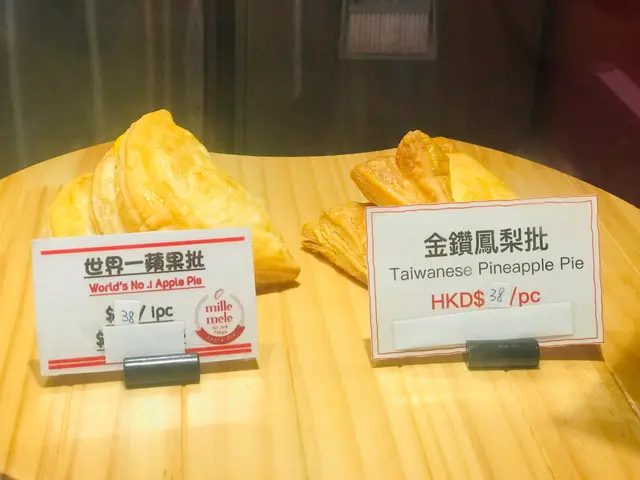 世界一蘋果批
World's No.1 Apple Pie
$38/1pc
$
mille
mele
金鑽鳳梨批
Taiwanese Pineapple Pie
HKD$38/pc